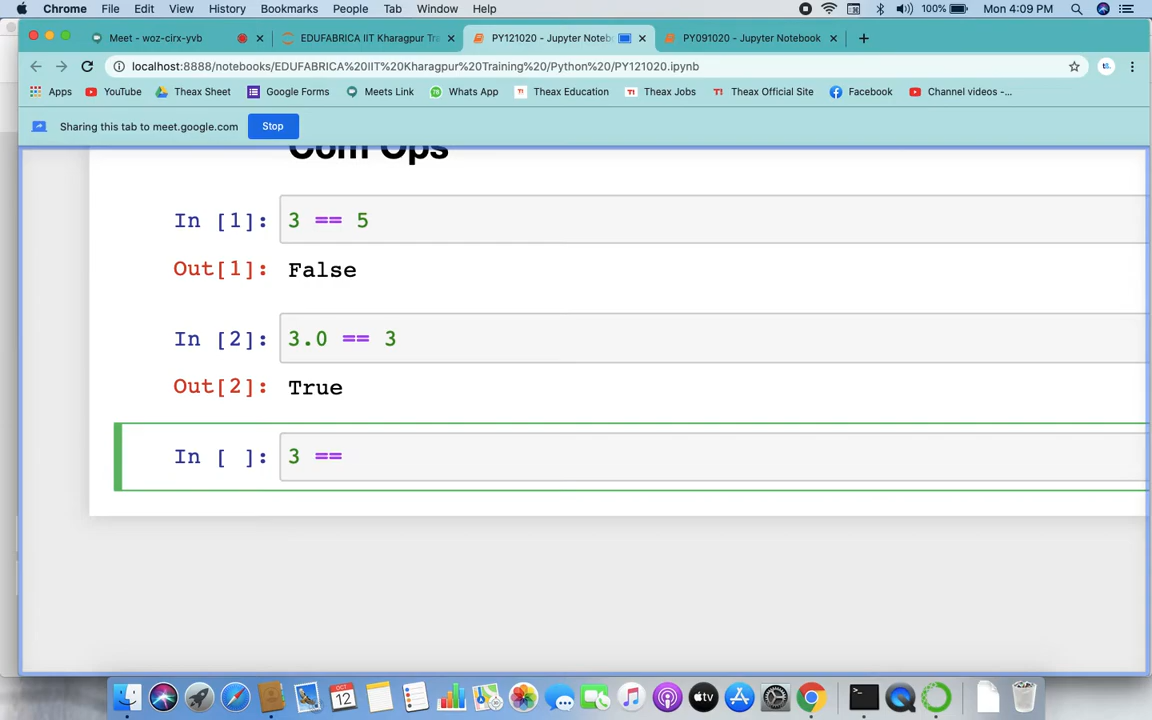 Chrome File Edit View History Bookmarks People Tab Window Help 100% Mon 4:09 PM
Meet - woz-cirx-yvb EDUFABRICA IIT Kharagpur Tra PY121020 - Jupyter Notebo PY091020 - Jupyter Notebook
localhost:8888/notebooks/EDUFABRICA%20IIT%20Kharagpur%20Training%20/Python%20/PY121020.ipynb
Apps YouTube Theax Sheet Google Forms Meets Link Whats App Theax Education Theax Jobs Theax Official Site Facebook Channel videos -...
Sharing this tab to meet.google.com Stop
Com Ops
In [1]: 3 == 5
Out[1]: False
In [2]: 3.0 == 3
Out[2]: True
In [ ]: 3 ==